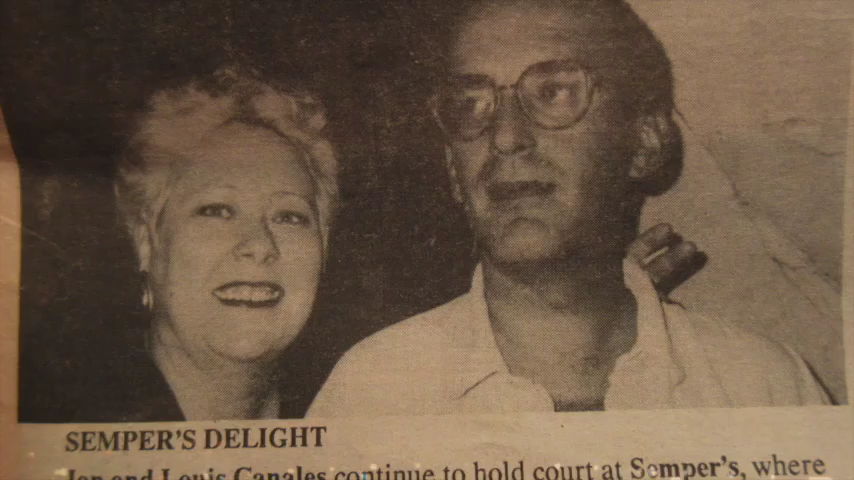 SEMPER'S DELIGHT
and Louis Canales continue to hold court at Semper's, where